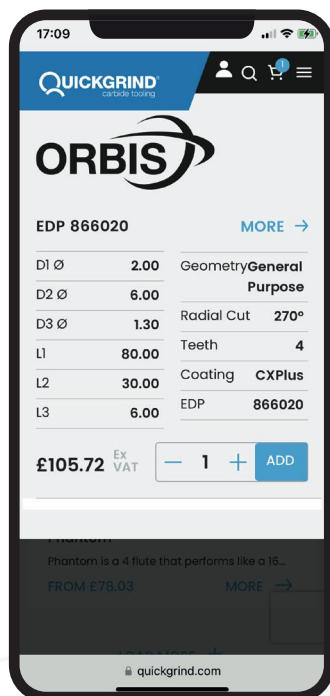 17:09
QUICKGRIND
carbide tooling
1
ORBIS
EDP 866020 MORE →
D1 Ø 2.00
D2 Ø 6.00
D3 Ø 1.30
L1 80.00
L2 30.00
L3 6.00
Geometry General
Purpose
Radial Cut 270°
Teeth 4
Coating CXPlus
EDP 866020
£105.72 Ex
VAT
— 1 + ADD
Phantom
Phantom is a 4 flute that performs like a 16...
FROM £78.03 MORE →
LOAD MORE +
quickgrind.com